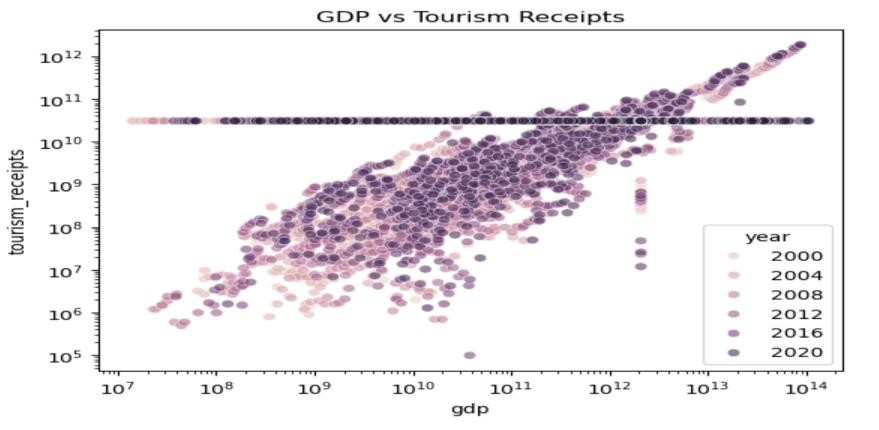 GDP vs Tourism Receipts
10¹²
10¹¹
10¹⁰
10⁹
10⁸
10⁷
10⁶
10⁵
tourism_receipts
year
2000
2004
2008
2012
2016
2020
10⁷ 10⁸ 10⁹ 10¹⁰ 10¹¹ 10¹² 10¹³ 10¹⁴
gdp